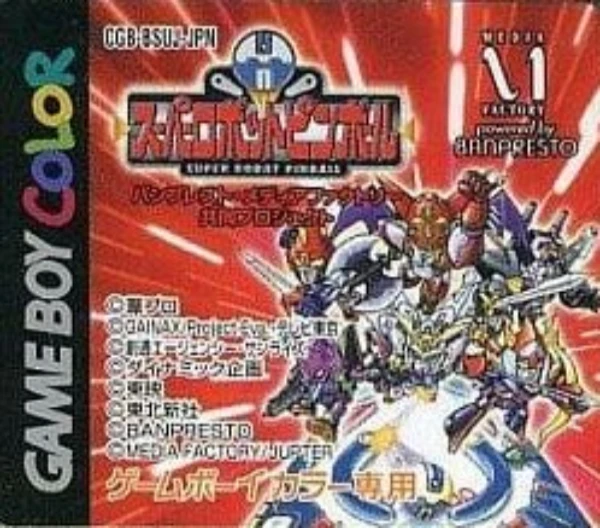 CGB-BSUJ-JPN
MEDIA
FACTORY
powered by
BANPRESTO
スーパーロボットピンボール
SUPER ROBOT PINBALL
バンプレスト・メディアファクトリー
共同プロジェクト
GAME BOY COLOR
©葦プロ
©GAINAX/Project Eva.・テレビ東京
©創通エージェンシー・サンライズ
©ダイナミック企画
©東映
©東北新社
©BANPRESTO
©MEDIA FACTORY/JUPITER
ゲームボーイカラー専用